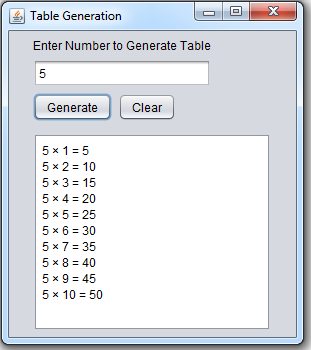 Table Generation
Enter Number to Generate Table
5
Generate Clear
5 × 1 = 5
5 × 2 = 10
5 × 3 = 15
5 × 4 = 20
5 × 5 = 25
5 × 6 = 30
5 × 7 = 35
5 × 8 = 40
5 × 9 = 45
5 × 10 = 50